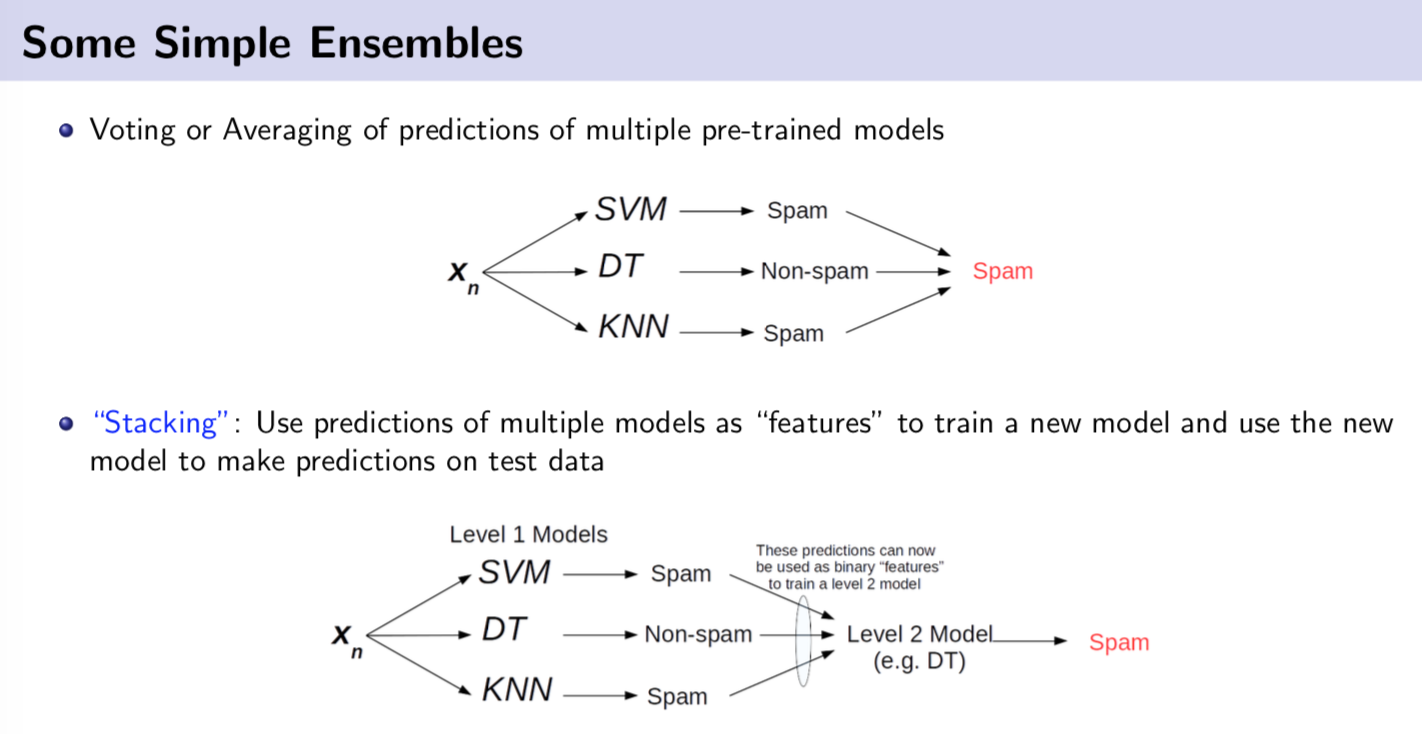 Some Simple Ensembles
Voting or Averaging of predictions of multiple pre-trained models
SVM
Spam
DT
Non-spam
Spam
x
n
KNN
Spam
“Stacking”: Use predictions of multiple models as “features” to train a new model and use the new
model to make predictions on test data
Level 1 Models
These predictions can now
be used as binary “features”
to train a level 2 model
SVM
Spam
DT
Non-spam
Level 2 Model
(e.g. DT)
Spam
x
n
KNN
Spam